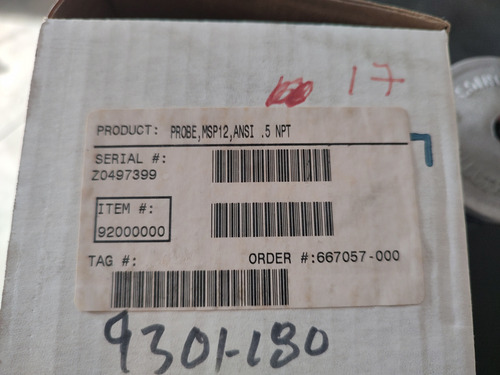 17
PRODUCT: PROBE,MSP12,ANSI .5 NPT
SERIAL #:
Z0497399
ITEM #:
92000000
TAG #: ORDER #:667057-000
9301-180